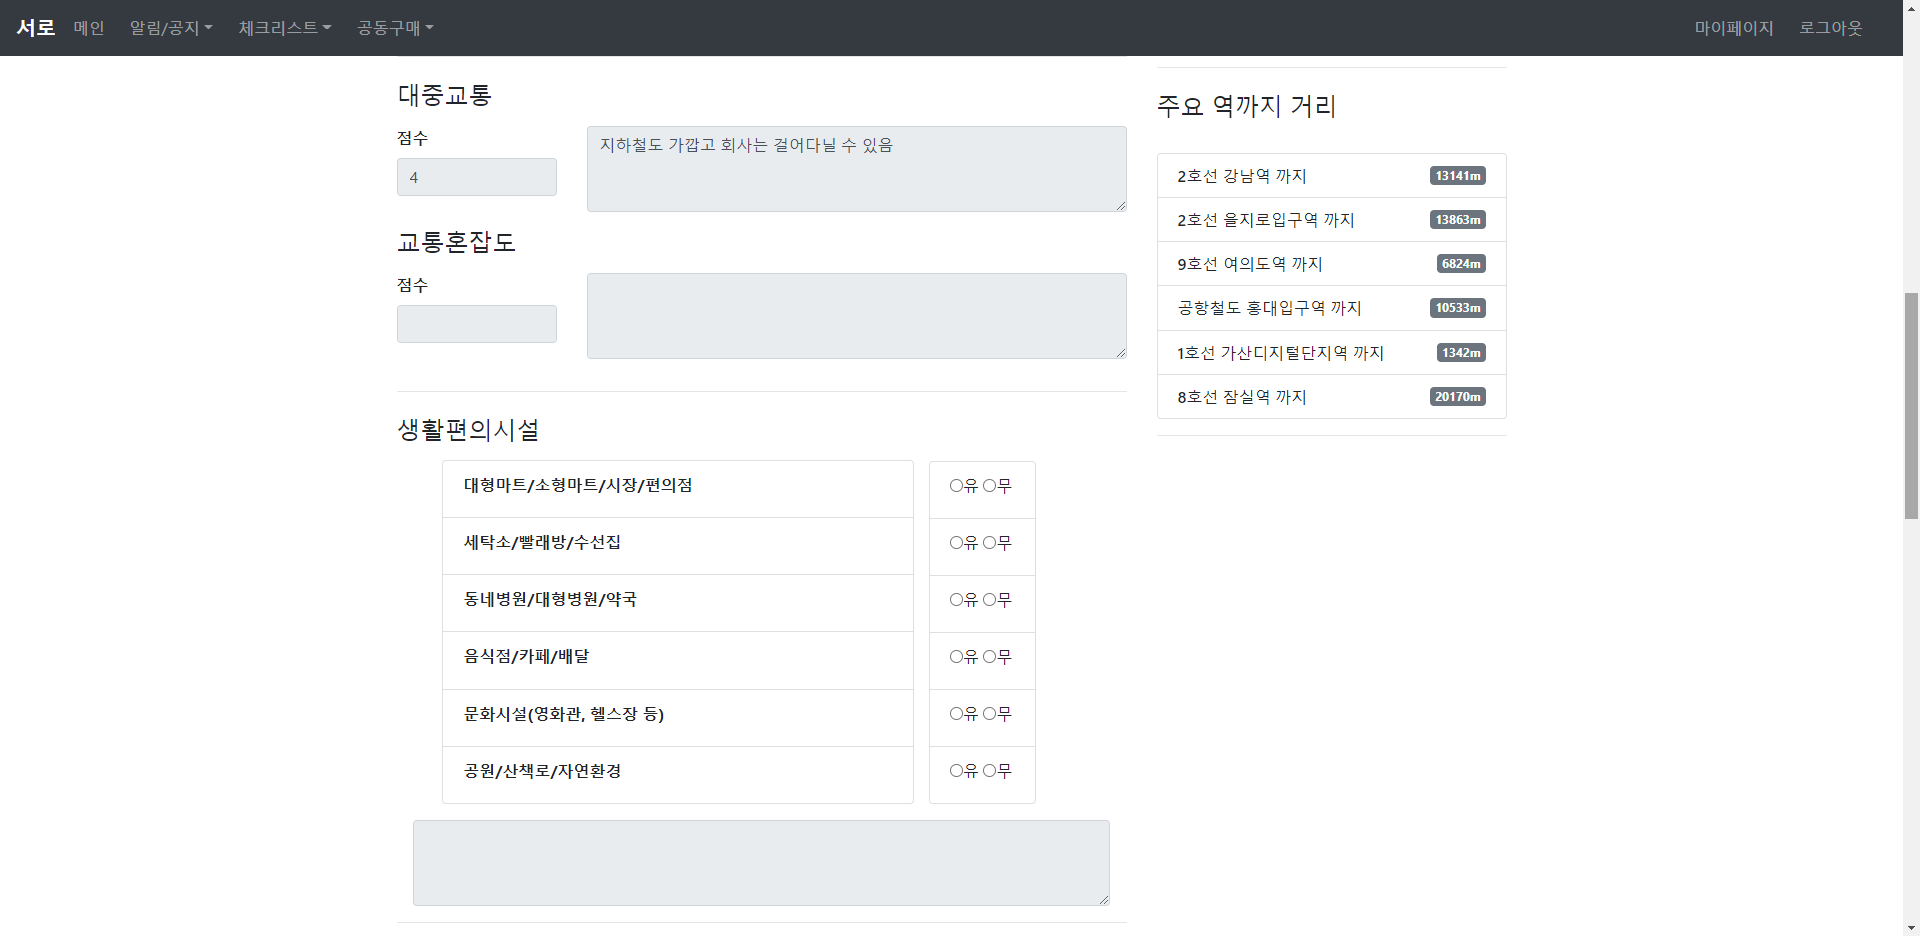 서로 메인 알림/공지 체크리스트 공동구매 마이페이지 로그아웃
대중교통
점수
4
지하철도 가깝고 회사는 걸어다닐 수 있음
교통혼잡도
점수
생활편의시설
대형마트/소형마트/시장/편의점 유 무
세탁소/빨래방/수선집 유 무
동네병원/대형병원/약국 유 무
음식점/카페/배달 유 무
문화시설(영화관, 헬스장 등) 유 무
공원/산책로/자연환경 유 무
주요 역까지 거리
2호선 강남역 까지 13141m
2호선 을지로입구역 까지 13863m
9호선 여의도역 까지 6824m
공항철도 홍대입구역 까지 10533m
1호선 가산디지털단지역 까지 1342m
8호선 잠실역 까지 20170m